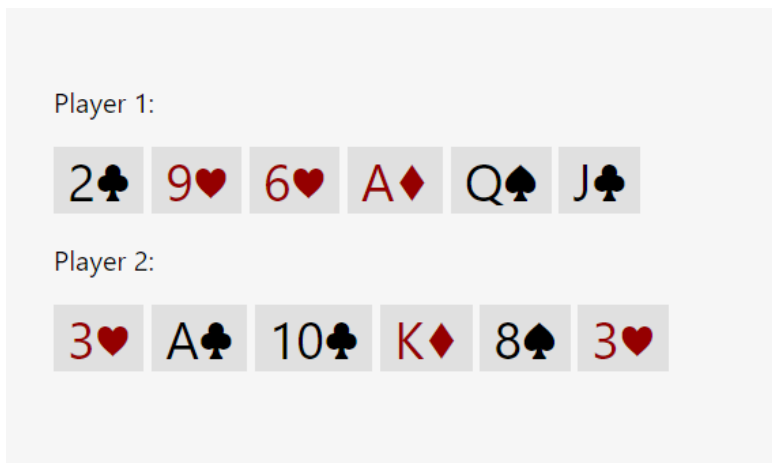 Player 1:
2♣ 9♥ 6♥ A♦ Q♠ J♣
Player 2:
3♥ A♣ 10♣ K♦ 8♠ 3♥